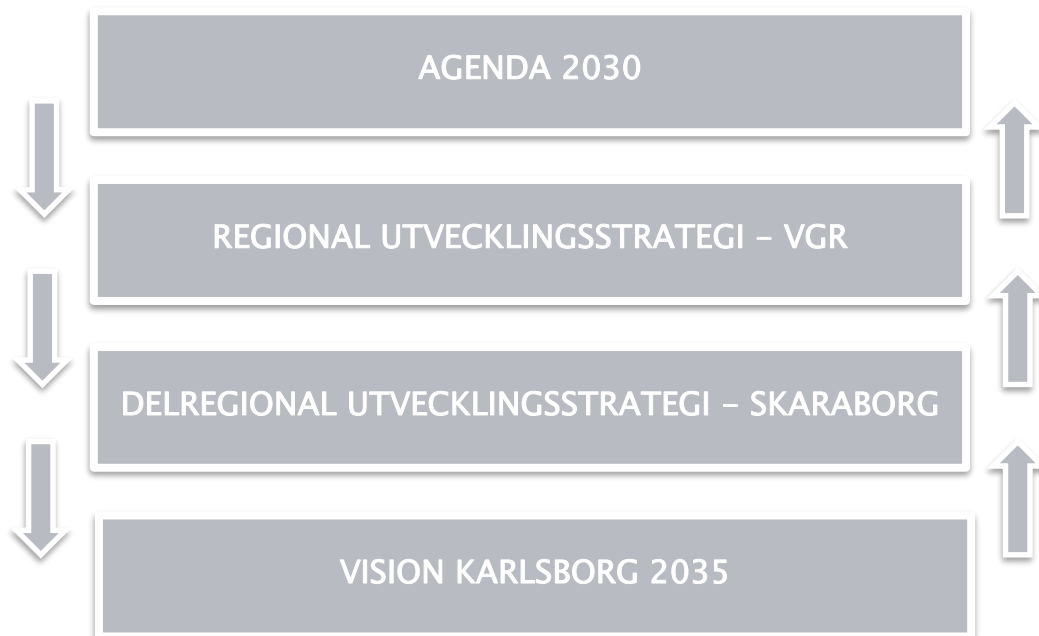 AGENDA 2030
REGIONAL UTVECKLINGSSTRATEGI – VGR
DELREGIONAL UTVECKLINGSSTRATEGI – SKARABORG
VISION KARLSBORG 2035